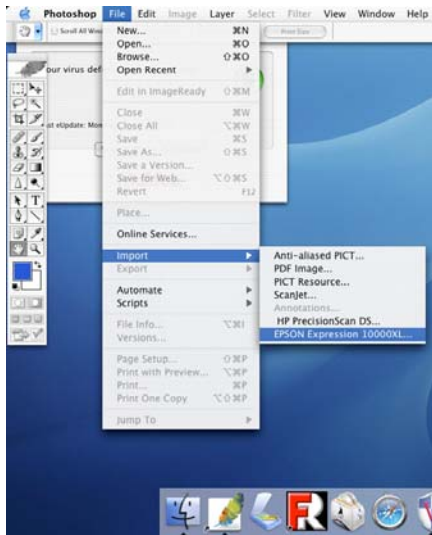 Photoshop File Edit Image Layer Select Filter View Window Help
Scroll All
Print Size
our virus def
st eUpdate: Mon
New... ⌘N
Open... ⌘O
Browse... ⇧⌘O
Open Recent
Edit in ImageReady ⇧⌘M
Close ⌘W
Close All ⌥⌘W
Save ⌘S
Save As... ⇧⌘S
Save a Version...
Save for Web... ⌥⇧⌘S
Revert F12
Place...
Online Services...
Import
Export
Automate
Scripts
File Info... ⌥⌘I
Versions...
Page Setup... ⇧⌘P
Print with Preview... ⌥⌘P
Print... ⌘P
Print One Copy ⌥⇧⌘P
Jump To
Anti-aliased PICT...
PDF Image...
PICT Resource...
ScanJet...
Annotations...
HP PrecisionScan DS...
EPSON Expression 10000XL...
T
FR